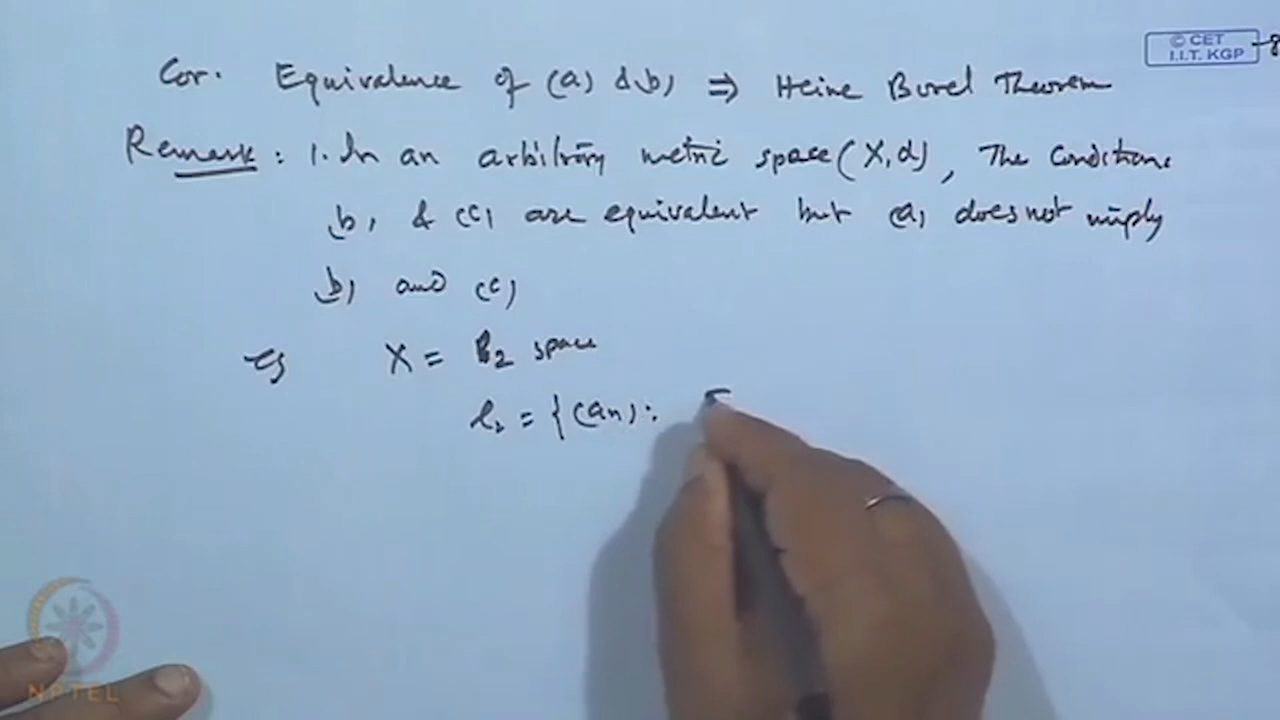 © CET
I.I.T. KGP
Cor. Equivalence of (a) & (b) ⇒ Heine Borel Theorem
Remark : 1. In an arbitrary metric space (X, d), The Conditions
(b) & (c) are equivalent but (a) does not imply
(b) and (c)
eg X = l₂ space
l₂ = {(an):
NPTEL